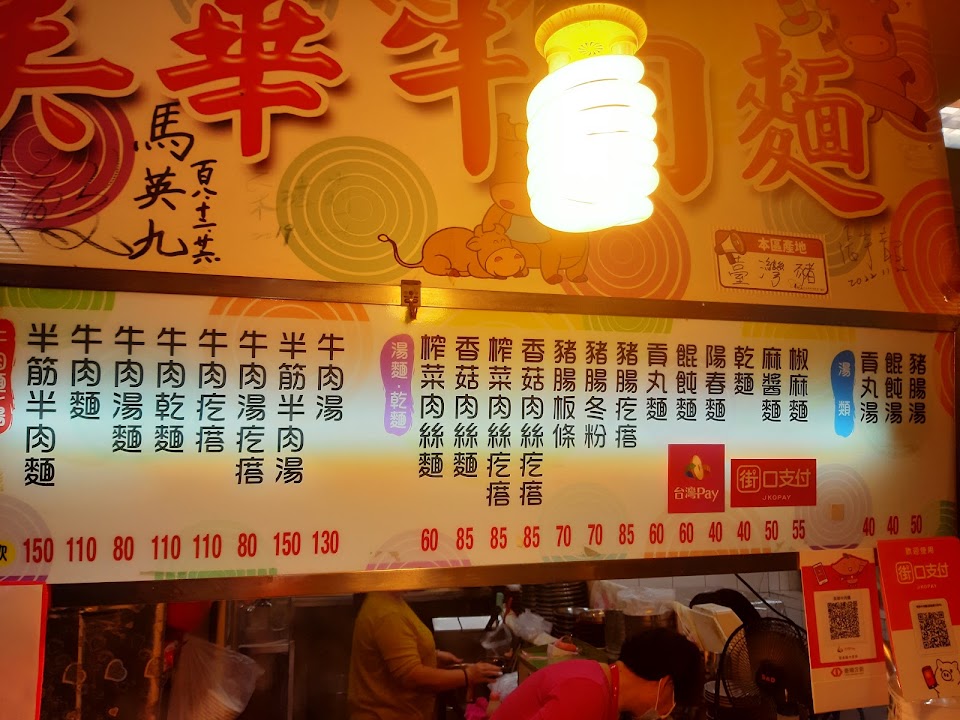 華牛肉麵
馬英九
百八十二.廿六
本區產地
臺灣豬
半筋半肉麵 150
牛肉麵 110
牛肉湯麵 80
牛肉乾麵 110
牛肉疙瘩 110
牛肉湯疙瘩 80
半筋半肉湯 150
牛肉湯 130
湯麵·乾麵
榨菜肉絲麵 60
香菇肉絲麵 85
榨菜肉絲疙瘩 85
香菇肉絲疙瘩 85
豬腸板條 70
豬腸冬粉 70
豬腸疙瘩 85
貢丸麵 60
餛飩麵 60
陽春麵 40
乾麵 40
麻醬麵 50
椒麻麵 55
湯類
貢丸湯 40
餛飩湯 40
豬腸湯 50
台灣Pay
街口支付
JKOPAY
街口支付